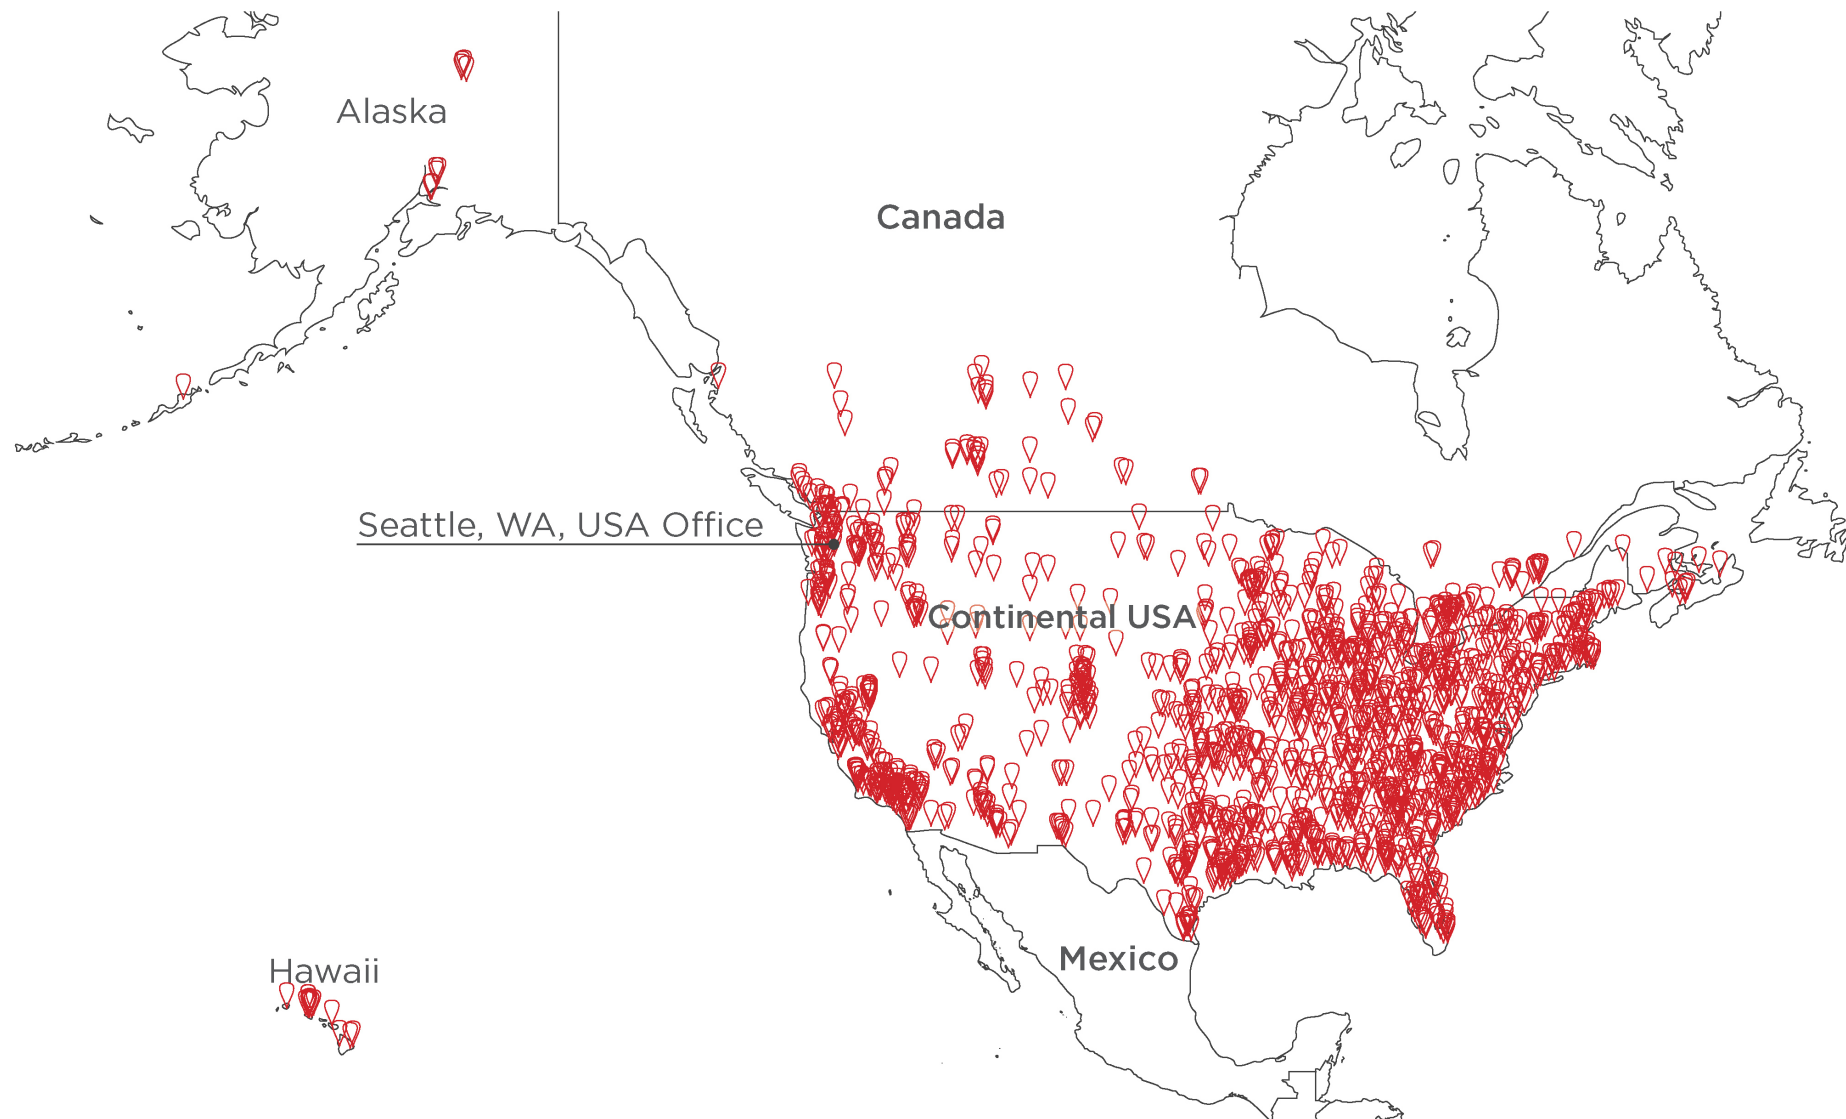 Alaska
Canada
Seattle, WA, USA Office
Continental USA
Mexico
Hawaii